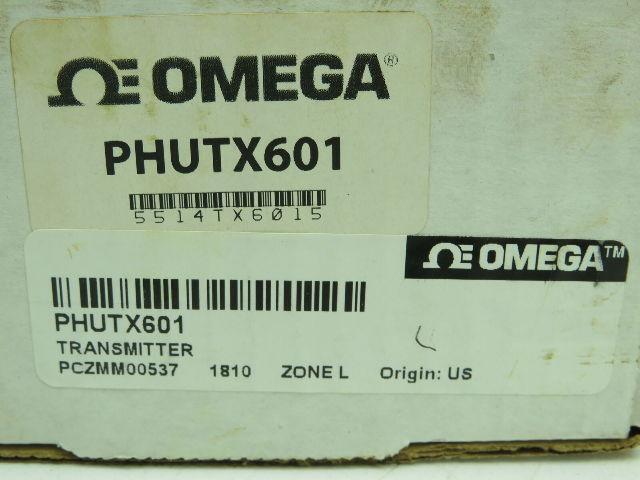 OMEGA®
PHUTX601
5514TX6015
OMEGA™
PHUTX601
TRANSMITTER
PCZMM00537 1810 ZONE L Origin: US